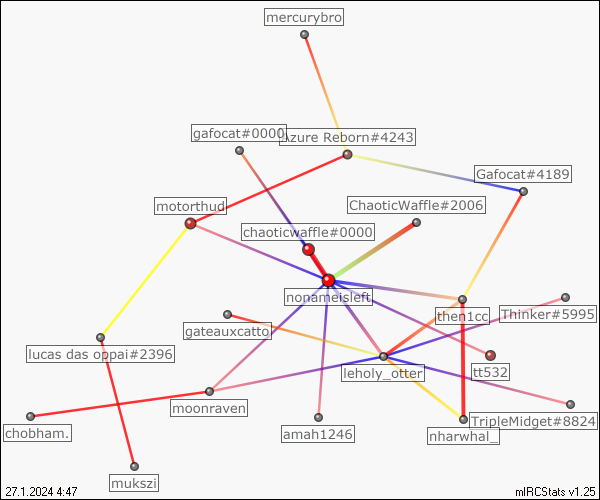 mercurybro
gafocat#0000
Azure Reborn#4243
Gafocat#4189
motorthud
ChaoticWaffle#2006
chaoticwaffle#0000
nonameisleft
then1cc
Thinker#5995
gateauxcatto
lucas das oppai#2396
leholy_otter
tt532
moonraven
chobham.
amah1246
nharwhal_
TripleMidget#8824
mukszi
27.1.2024 4:47
mIRCStats v1.25